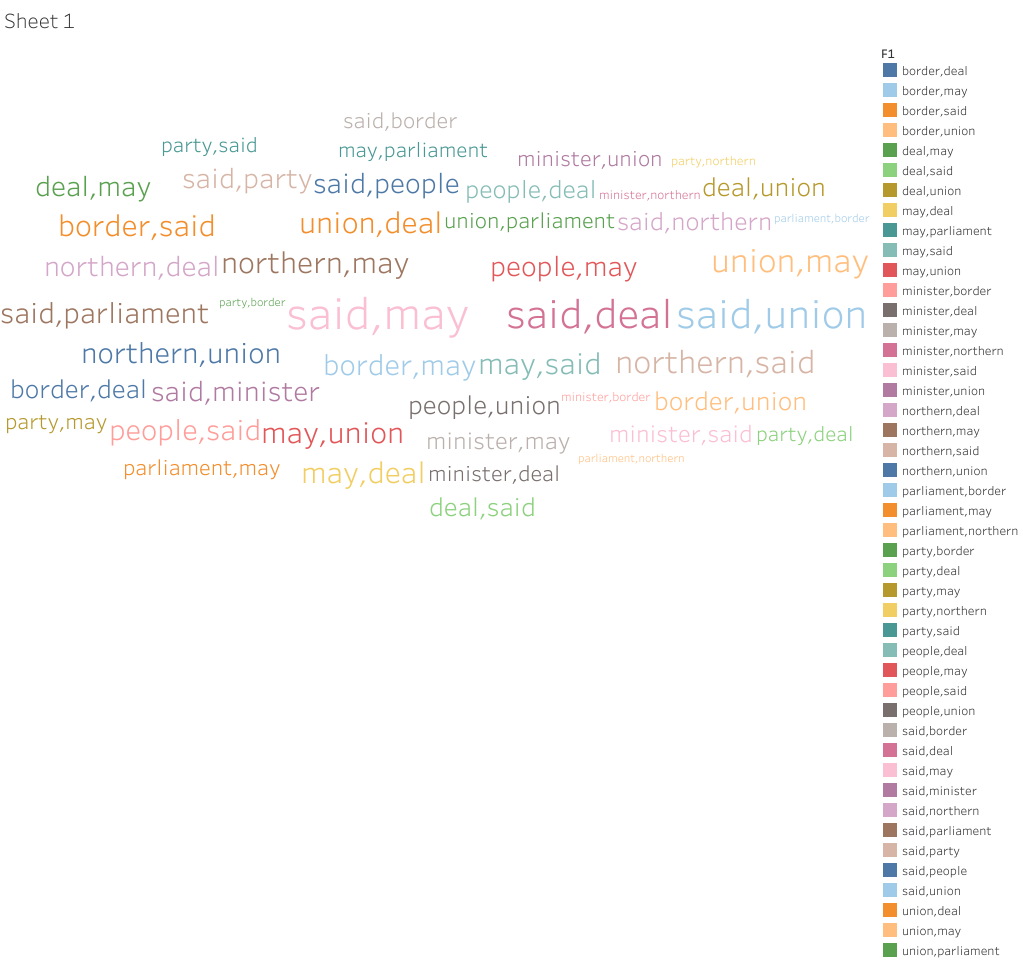 Sheet 1
said,border
party,said
may,parliament
minister,union
party,northern
deal,may
said,party
said,people
people,deal
minister,northern
deal,union
border,said
union,deal
union,parliament
said,northern
parliament,border
northern,deal
northern,may
people,may
union,may
said,parliament
party,border
said,may
said,deal
said,union
northern,union
border,may
may,said
northern,said
border,deal
said,minister
people,union
minister,border
border,union
party,may
people,said
may,union
minister,may
minister,said
party,deal
parliament,may
may,deal
minister,deal
parliament,northern
deal,said
F1
border,deal
border,may
border,said
border,union
deal,may
deal,said
deal,union
may,deal
may,parliament
may,said
may,union
minister,border
minister,deal
minister,may
minister,northern
minister,said
minister,union
northern,deal
northern,may
northern,said
northern,union
parliament,border
parliament,may
parliament,northern
party,border
party,deal
party,may
party,northern
party,said
people,deal
people,may
people,said
people,union
said,border
said,deal
said,may
said,minister
said,northern
said,parliament
said,party
said,people
said,union
union,deal
union,may
union,parliament